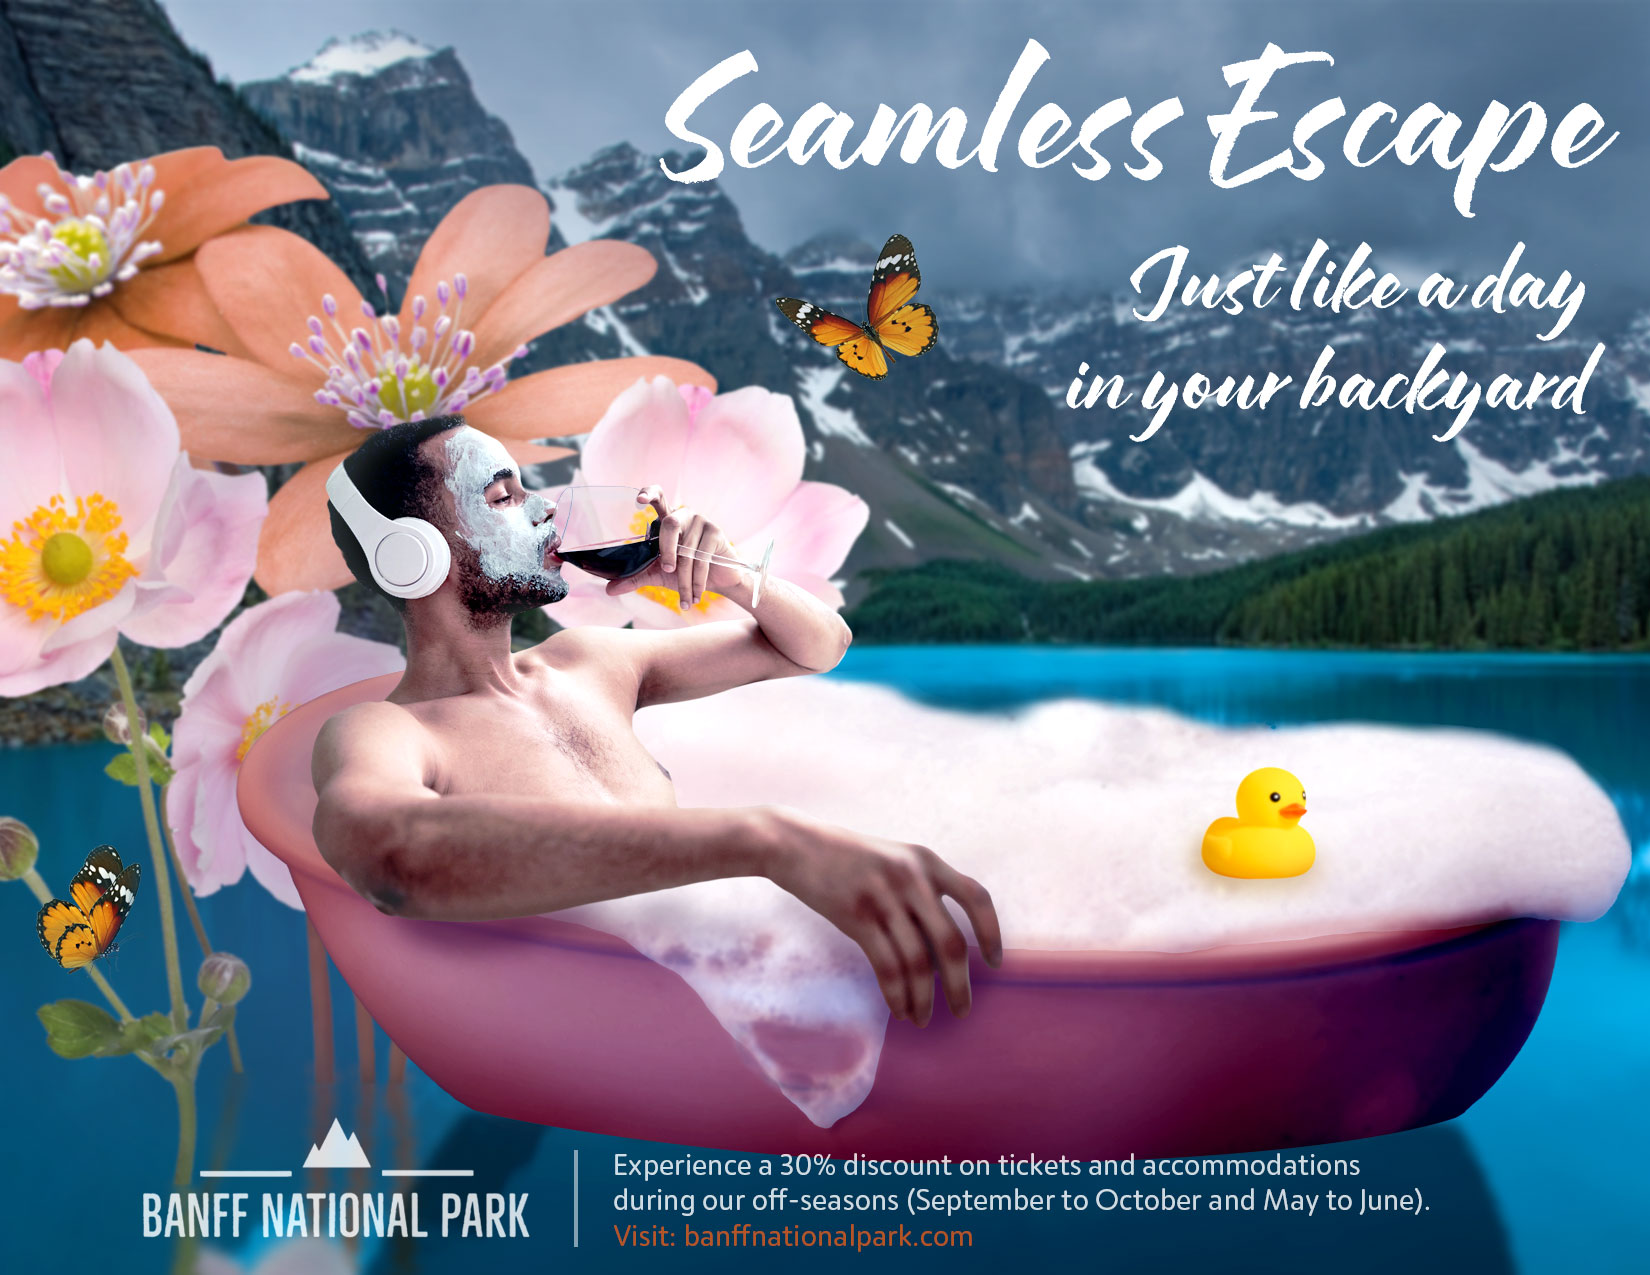 Seamless Escape
Just like a day
in your backyard
BANFF NATIONAL PARK
Experience a 30% discount on tickets and accommodations
during our off-seasons (September to October and May to June).
Visit: banffnationalpark.com